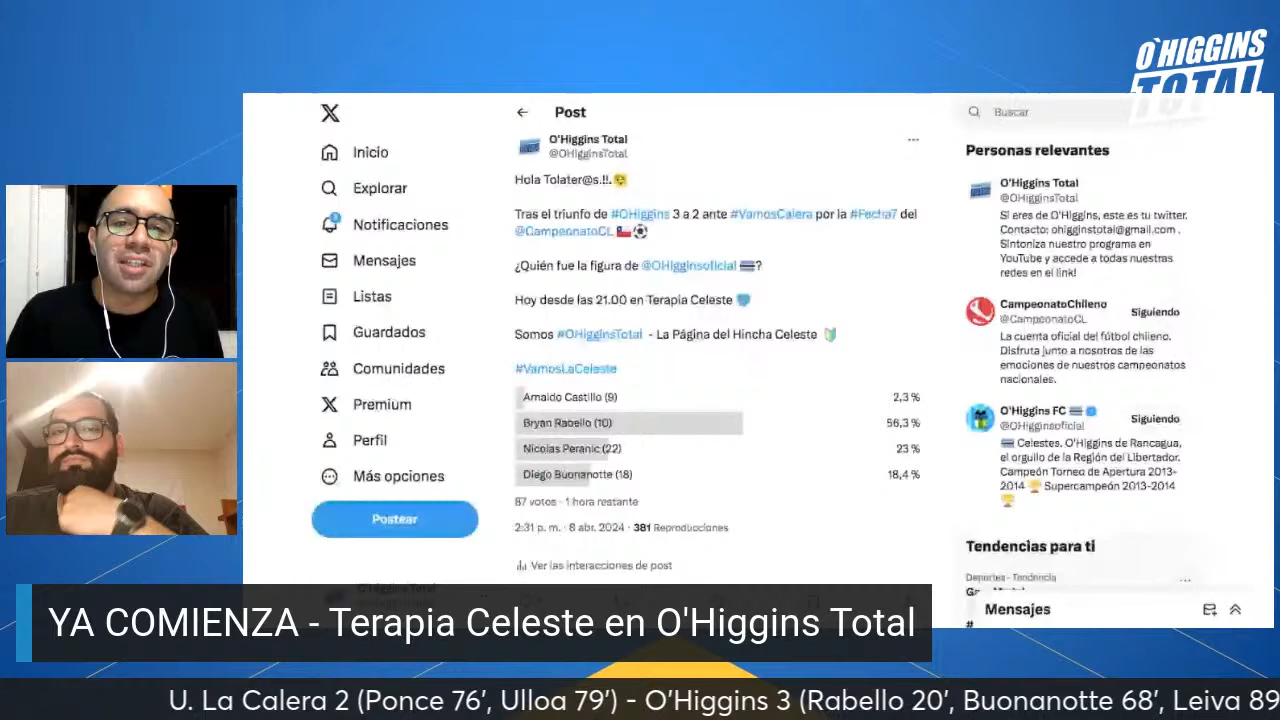 O'HIGGINS
TOTAL
Post
Buscar
O'Higgins Total
@OHigginsTotal
Hola Tolater@s.!!.
Tras el triunfo de #OHiggins 3 a 2 ante #VamosCalera por la #Fecha7 del
@CampeonatoCL
¿Quién fue la figura de @OHigginsoficial ?
Hoy desde las 21.00 en Terapia Celeste
Somos #OHigginsTotal - La Página del Hincha Celeste
#VamosLaCeleste
Arnaldo Castillo (9) 2,3 %
Bryan Rabello (10) 56,3 %
Nicolas Peranic (22) 23 %
Diego Buonanotte (18) 18,4 %
87 votos · 1 hora restante
2:31 p. m. · 8 abr. 2024 · 381 Reproducciones
Ver las interacciones de post
Inicio
Explorar
Notificaciones
Mensajes
Listas
Guardados
Comunidades
Premium
Perfil
Más opciones
Postear
Personas relevantes
O'Higgins Total
@OHigginsTotal
Si eres de O'Higgins, este es tu twitter.
Contacto: ohigginstotal@gmail.com .
Sintoniza nuestro programa en
YouTube y accede a todas nuestras
redes en el link!
CampeonatoChileno
@CampeonatoCL
Siguiendo
La cuenta oficial del fútbol chileno.
Disfruta junto a nosotros de las
emociones de nuestros campeonatos
nacionales.
O'Higgins FC
@OHigginsoficial
Siguiendo
Celestes. O'Higgins de Rancagua,
el orgullo de la Región del Libertador.
Campeón Torneo de Apertura 2013-
2014 Supercampeón 2013-2014
Tendencias para ti
Deportes · Tendencia
Mensajes
#
YA COMIENZA - Terapia Celeste en O'Higgins Total
U. La Calera 2 (Ponce 76’, Ulloa 79’) - O’Higgins 3 (Rabello 20’, Buonanotte 68’, Leiva 89